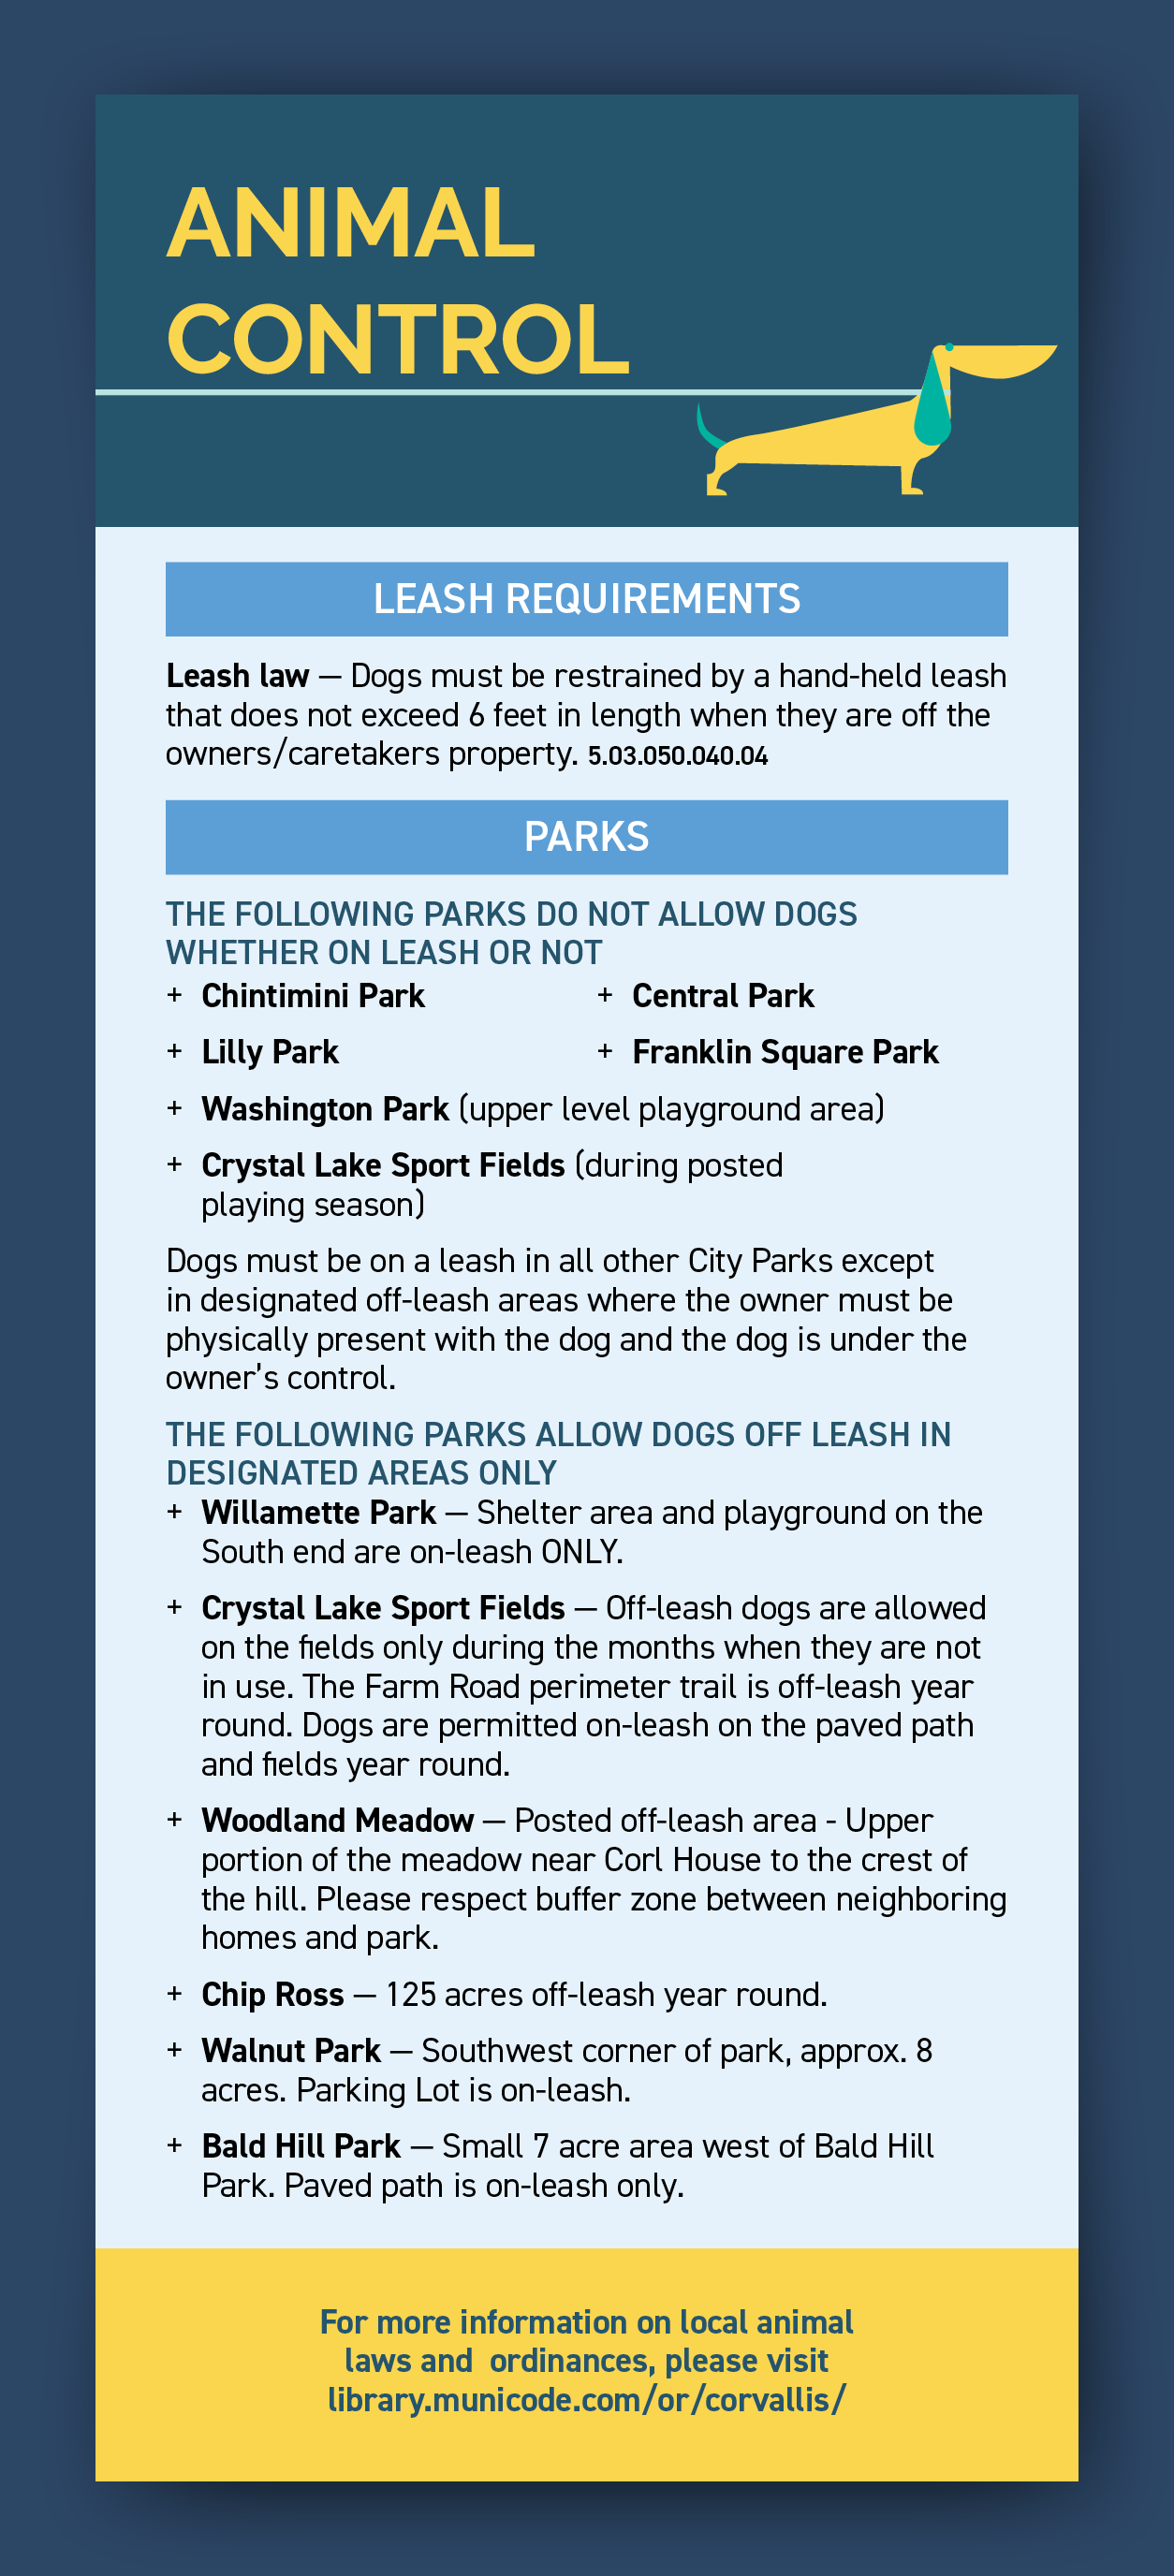 ANIMAL
CONTROL
LEASH REQUIREMENTS
Leash law — Dogs must be restrained by a hand-held leash
that does not exceed 6 feet in length when they are off the
owners/caretakers property. 5.03.050.040.04
PARKS
THE FOLLOWING PARKS DO NOT ALLOW DOGS
WHETHER ON LEASH OR NOT
+ Chintimini Park + Central Park
+ Lilly Park + Franklin Square Park
+ Washington Park (upper level playground area)
+ Crystal Lake Sport Fields (during posted
playing season)
Dogs must be on a leash in all other City Parks except
in designated off-leash areas where the owner must be
physically present with the dog and the dog is under the
owner's control.
THE FOLLOWING PARKS ALLOW DOGS OFF LEASH IN
DESIGNATED AREAS ONLY
+ Willamette Park — Shelter area and playground on the
South end are on-leash ONLY.
+ Crystal Lake Sport Fields — Off-leash dogs are allowed
on the fields only during the months when they are not
in use. The Farm Road perimeter trail is off-leash year
round. Dogs are permitted on-leash on the paved path
and fields year round.
+ Woodland Meadow — Posted off-leash area - Upper
portion of the meadow near Corl House to the crest of
the hill. Please respect buffer zone between neighboring
homes and park.
+ Chip Ross — 125 acres off-leash year round.
+ Walnut Park — Southwest corner of park, approx. 8
acres. Parking Lot is on-leash.
+ Bald Hill Park — Small 7 acre area west of Bald Hill
Park. Paved path is on-leash only.
For more information on local animal
laws and ordinances, please visit
library.municode.com/or/corvallis/